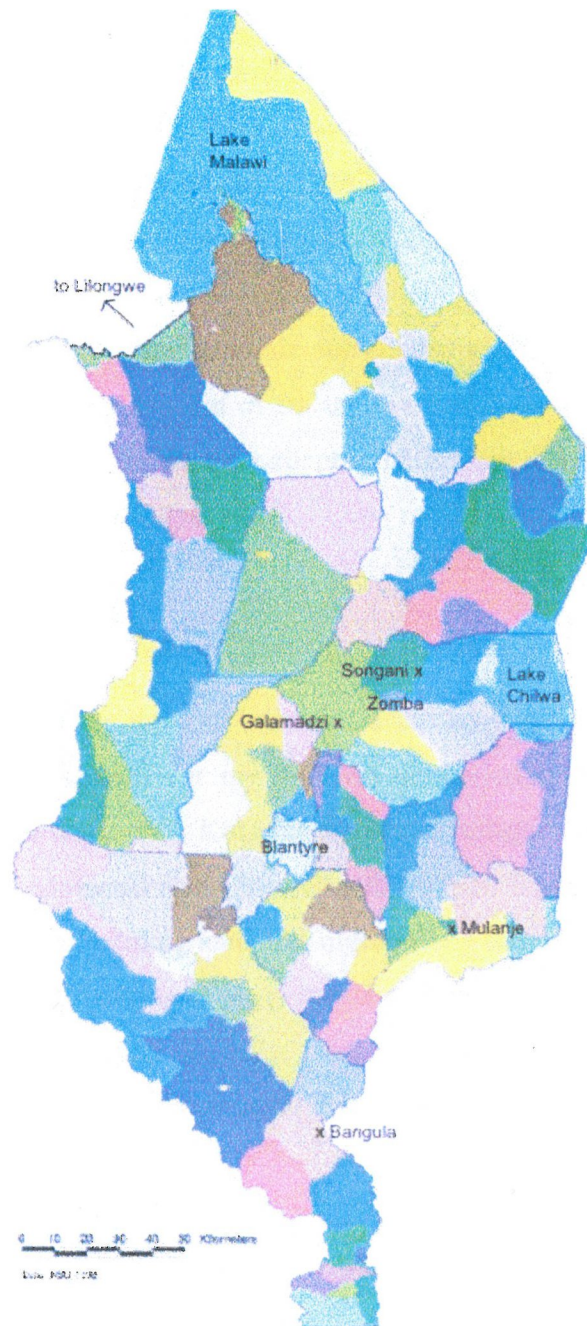 Lake
Malawi
to Lilongwe
Songani x
Lake
Chilwa
Zomba
Galamadzi x
Blantyre
x Mulanje
x Bangula
0 10 20 30 40 50 Kilometers